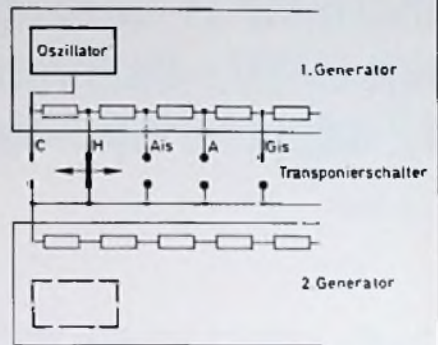 Oszillator
1. Generator
C H Ais A Gis
Transponierschalter
2. Generator